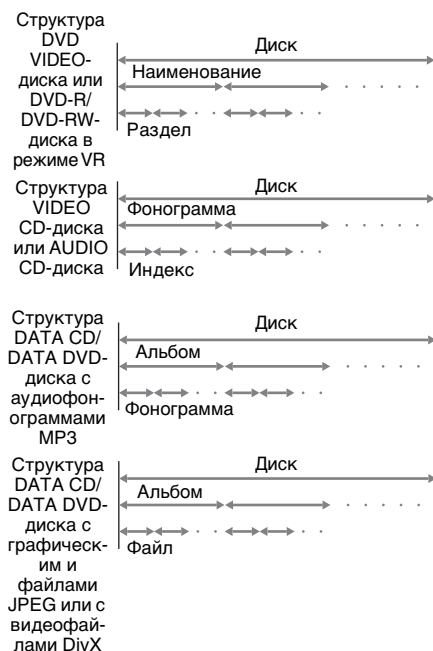 Структура
DVD
VIDEO-
диска или
DVD-R/
DVD-RW-
диска в
режиме VR
Диск
Наименование
Раздел
Структура
VIDEO
CD-диска
или AUDIO
CD-диска
Диск
Фонограмма
Индекс
Структура
DATA CD/
DATA DVD-
диска с
аудиофон-
ограммами
MP3
Диск
Альбом
Фонограмма
Структура
DATA CD/
DATA DVD-
диска с
графическ-
им и
файлами
JPEG или с
видеофай-
лами DivX
Диск
Альбом
Файл